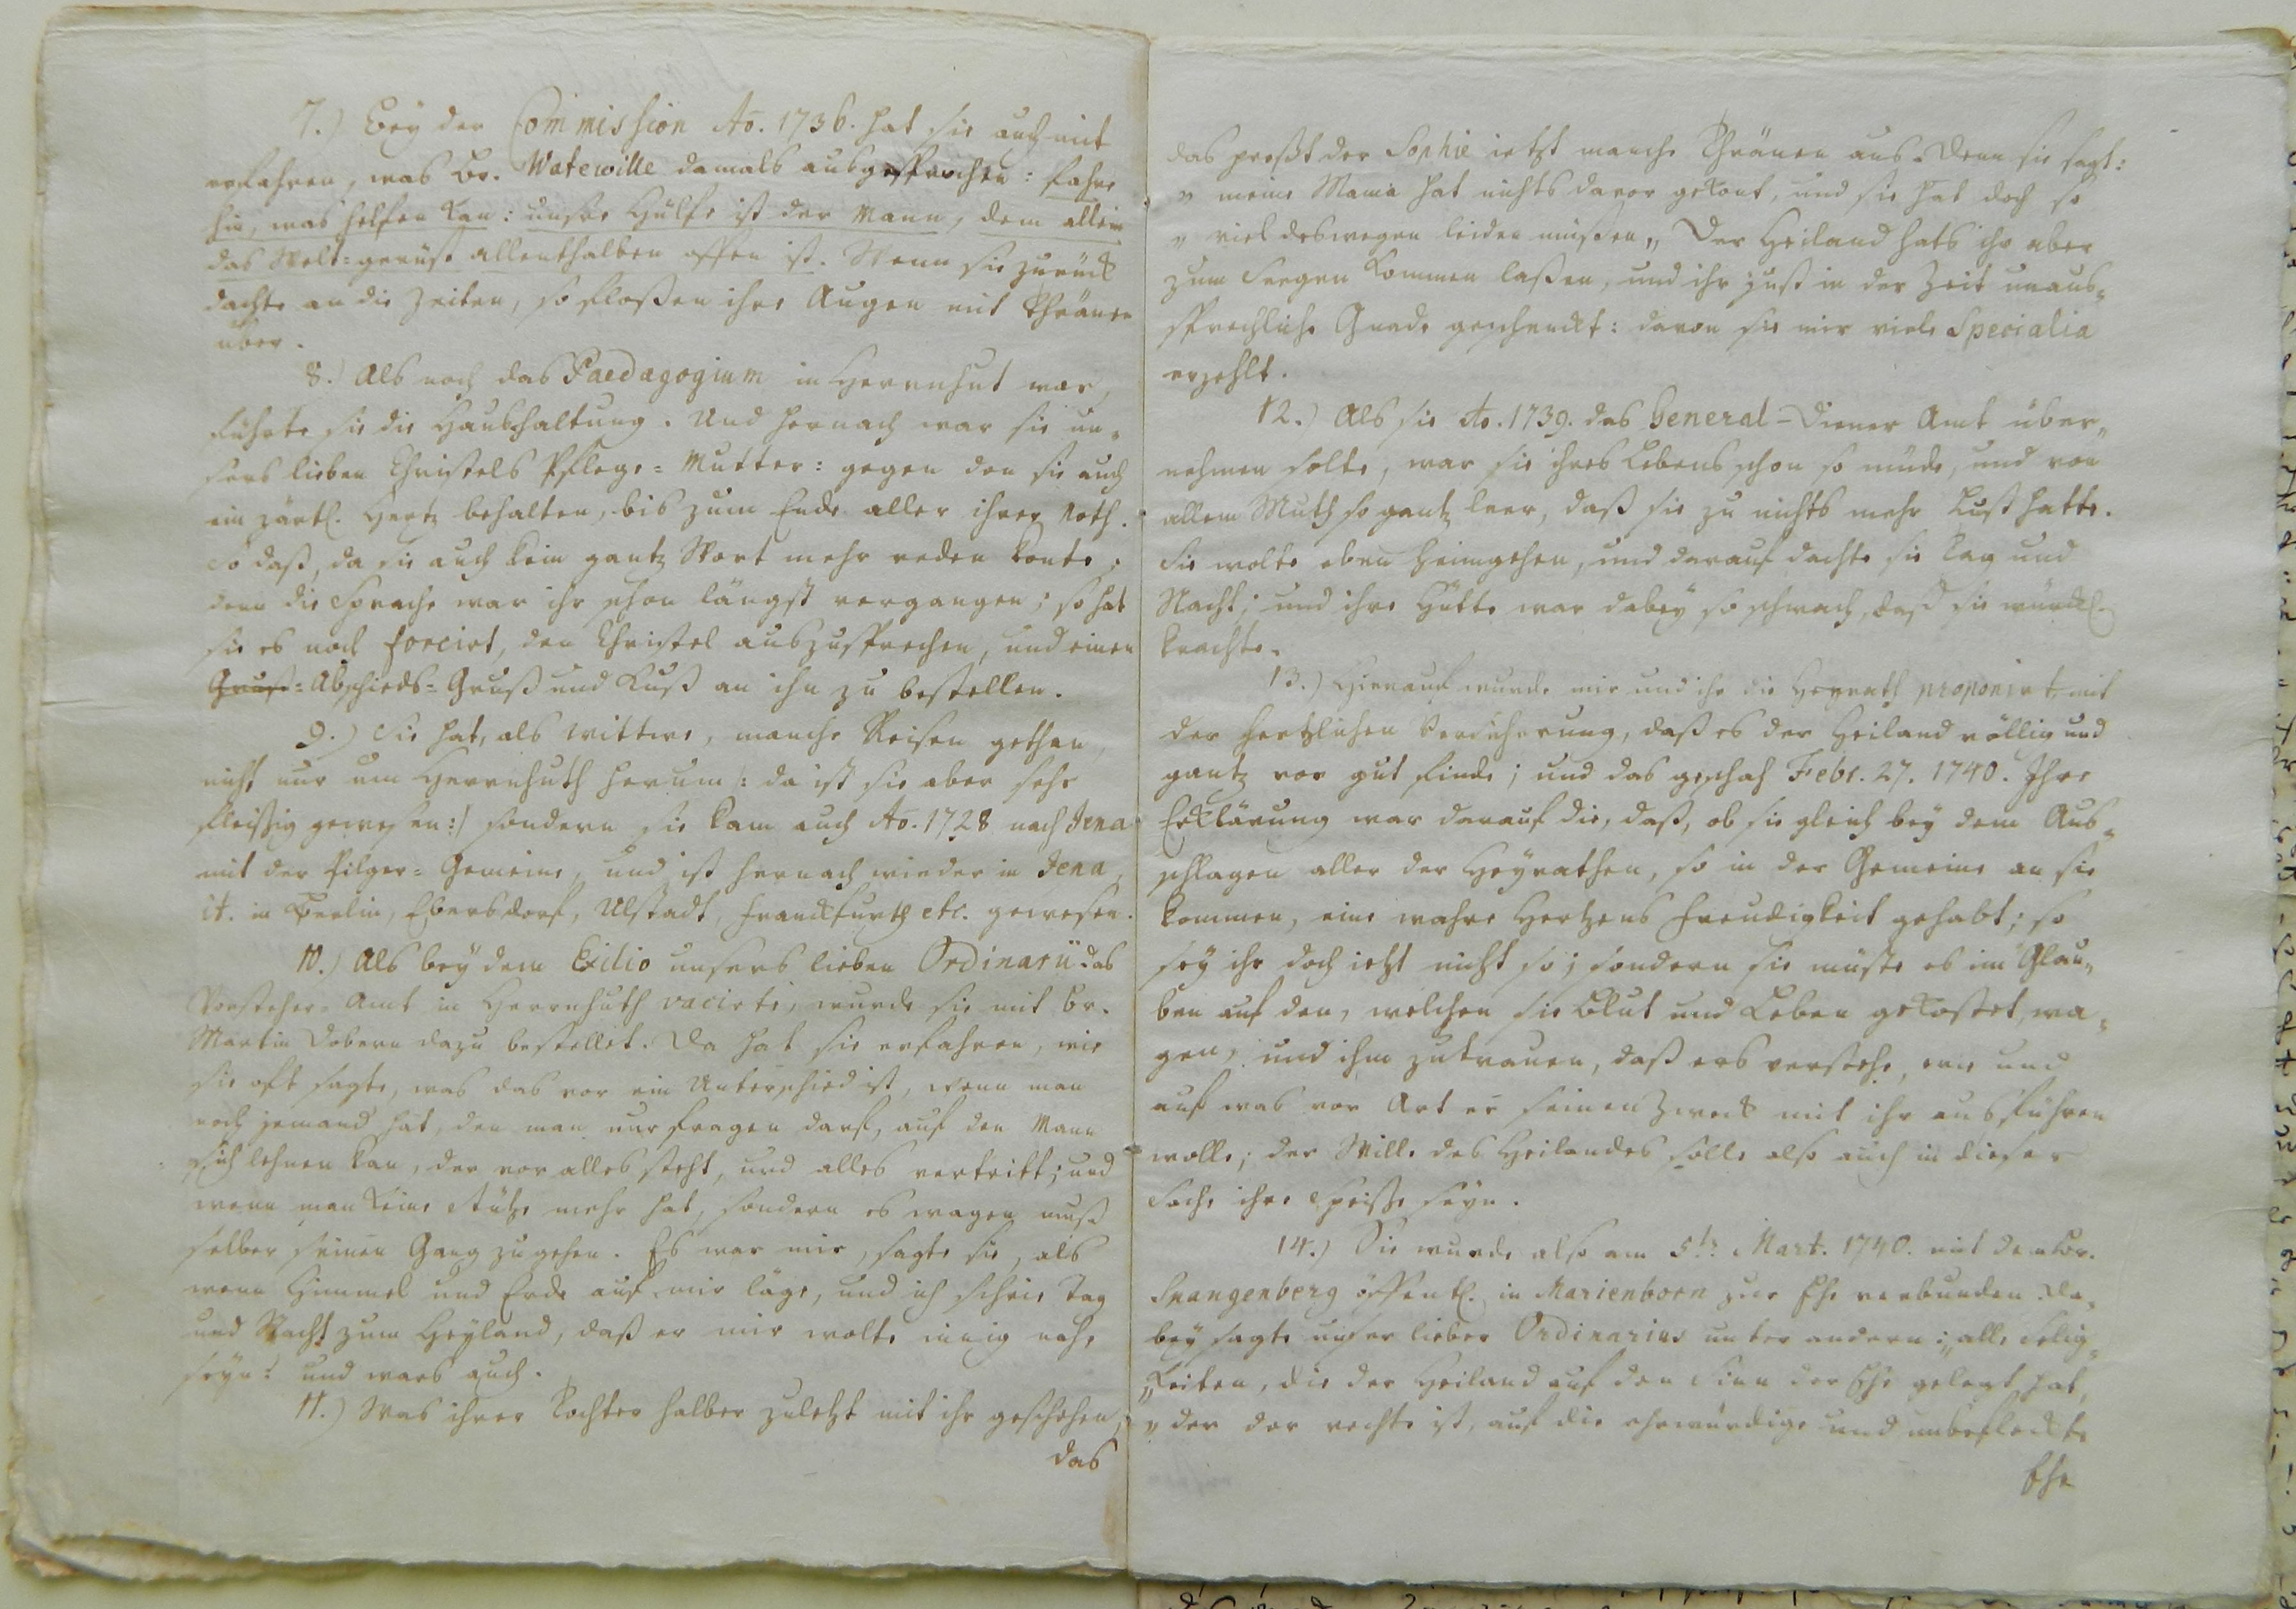 7.) Bey der Commission Ao. 1736. hat sie auch mit
erfahren, was Br. Watewille damals ausgesprochen: fahre
hin, was helfen kan: unsre Hülfe ist der Mann, dem allein
das Welt=gerüst allenthalben offen ist. Wenn sie zurück
dachte an die Zeiten, so floßen ihre Augen mit Thränen
über.
8.) Als noch das Paedagogium in Herrnhut war,
führte sie die Haushaltung. Und hernach war sie un„
sers lieben Christels Pflege=Mutter: gegen den sie auch
ein zärtl. Hertz behalten, bis zum Ende aller ihrer Noth.
So daß, da sie auch kein gantz Wort mehr reden konte,
denn die Sprache war ihr schon längst vergangen; so hat
sie es noch forcirt, den Christel auszusprechen, und einen
Gruß=Abschieds=Gruß und Kuß an ihn zu bestellen.
9.) Sie hat, als Wittwe, manche Reisen gethan,
nicht nur um Herrnhuth herum /: da ist sie aber sehr
fleissig gewesen :/ sondern sie kam auch Ao. 1728 nach Jena
mit der Pilger=Gemeine, und ist hernach wieder in Jena,
it. in Berlin, Ebersdorf, Ulstadt, Franckfurth etc. gewesen.
10.) Als bey dem Exilio unsers lieben Ordinarii das
Vorsteher=Amt in Herrnhuth vacirte, wurde sie mit Br.
Martin Dobern dazu bestellet. Da hat sie erfahren, wie
sie oft sagte, was das vor ein Unterschied ist, wenn man
noch jemand hat, den man nur fragen darf, auf den Mann
sich lehnen kan, der vor alles steht, und alles vertritt; und
wenn man keine Stütze mehr hat, sondern es wagen muß
selber seinen Gang zu gehen. Es war mir, sagte sie, als
wenn Himmel und Erde auf mir läge, und ich schrie Tag
und Nacht zum Heyland, daß er mir wolte innig nahe
seyn: und wars auch.
11.) Was ihrer Tochter halber zuletzt mit ihr geschehen,
das
das preßt der Sophie ietzt manche Thränen aus. Denn sie sagt:
„ meine Mama hat nichts davor gekont, und sie hat doch so
„ viel deswegen leiden müßen„ Der Heiland hats ihr aber
zum Seegen kommen laßen, und ihr just in der Zeit unaus„
sprechliche Gnade geschenckt: davon sie mir viele Specialia
erzehlt.
12.) Als sie Ao. 1739. das General=Diener Amt über„
nehmen solte, war sie ihres Lebens schon so müde, und von
allem Muth so gantz leer, daß sie zu nichts mehr Lust hatte.
Sie wolte eben heimgehen, und darauf dachte sie Tag und
Nacht; und ihre Hütte war dabey so schwach, daß sie würckl.
krachte.
13.) Hierauf wurde mir und ihr die Heyrath proponirt, mit
der hertzlichen Versicherung, daß es der Heiland völlig und
gantz vor gut finde; und das geschah Febr. 27. 1740. Ihre
Erklärung war darauf die, daß, ob sie gleich bey dem Aus„
schlagen aller der Heyrathen, so in der Gemeine an sie
kommen, eine wahre Hertzens Freudigkeit gehabt; so
sey ihr doch ietzt nicht so; sondern sie müste es im Glau„
ben auf den, welchen sie Blut und Leben gekostet, wa„
gen, und ihm zutrauen, daß ers verstehe, wie und
auf was vor Art er seinen Zweck mit ihr ausführen
wolle; der Wille des Heilandes solle also auch in dieser
Sache ihre Speise seyn.
14.) Sie wurde also am 5tn Mart. 1740. mit dem Br.
Spangenberg öffentl. in Marienborn zur Ehe verbunden. Da„
bey sagte unser lieber Ordinarius unter andern: „alle Selig„
„keiten, die der Heiland auf den Sinn der Ehe gelegt hat,
„ der der rechte ist, auf die ehrwürdige und unbefleckte
Ehe